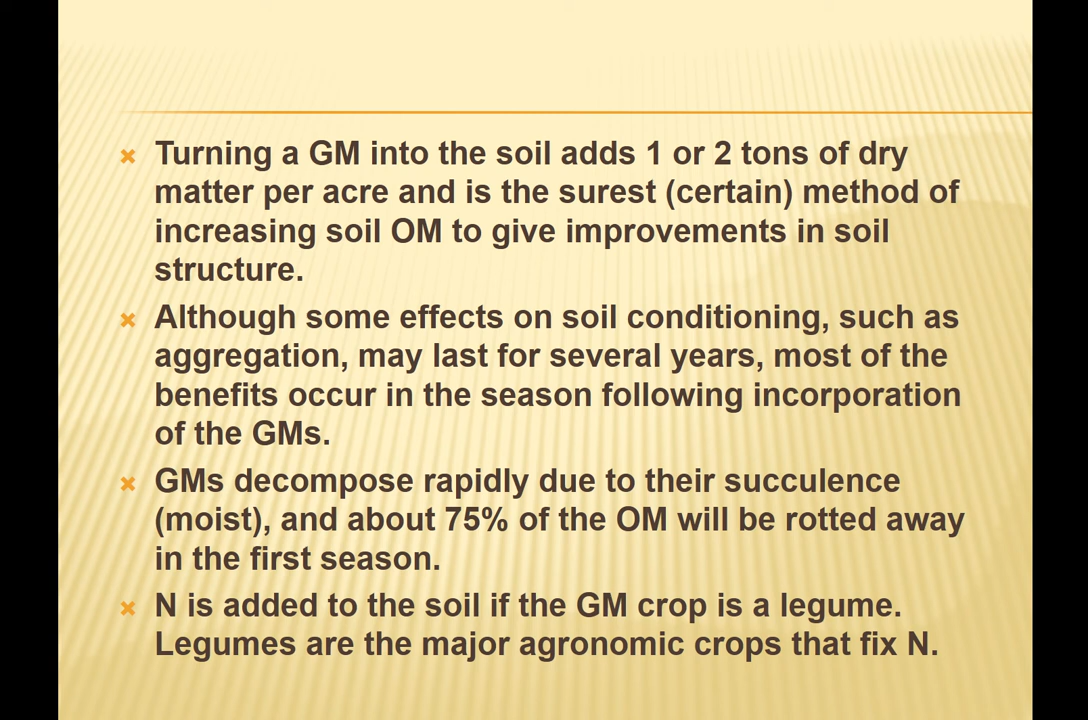 Turning a GM into the soil adds 1 or 2 tons of dry
matter per acre and is the surest (certain) method of
increasing soil OM to give improvements in soil
structure.
Although some effects on soil conditioning, such as
aggregation, may last for several years, most of the
benefits occur in the season following incorporation
of the GMs.
GMs decompose rapidly due to their succulence
(moist), and about 75% of the OM will be rotted away
in the first season.
N is added to the soil if the GM crop is a legume.
Legumes are the major agronomic crops that fix N.